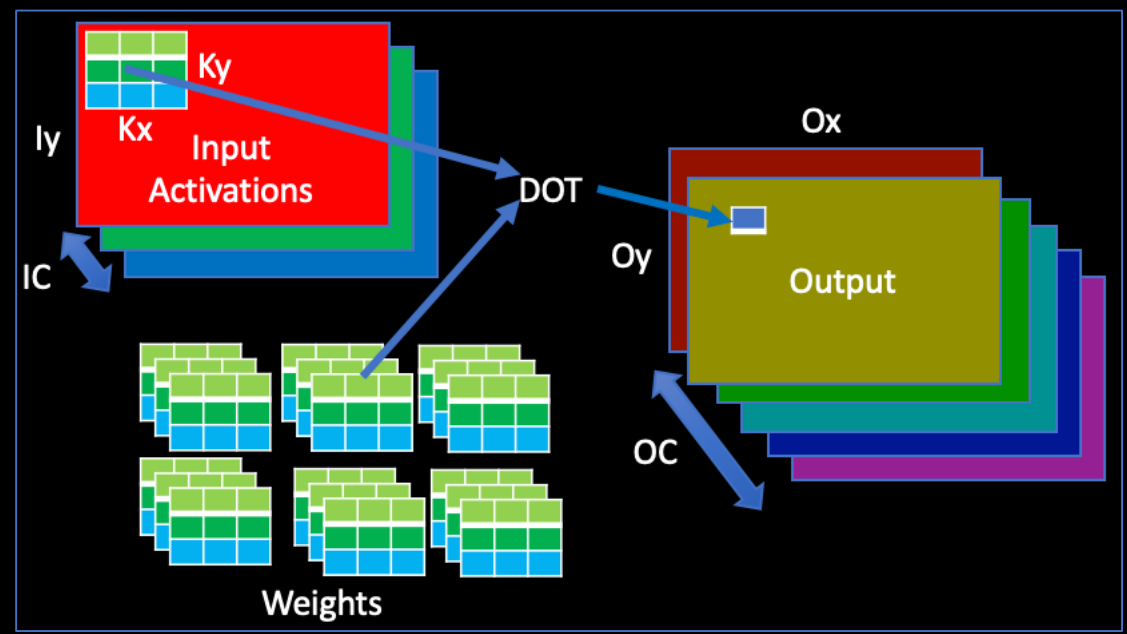 Ky
Kx
Iy
Input
Activations
IC
DOT
Ox
Oy
Output
OC
Weights